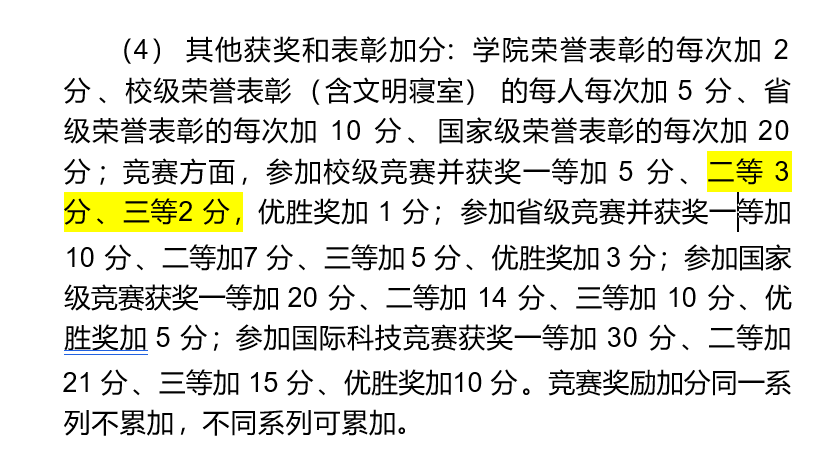 （4） 其他获奖和表彰加分：学院荣誉表彰的每次加 2
分 、校级荣誉表彰 （含文明寝室） 的每人每次加 5 分、省
级荣誉表彰的每次加 10 分、 国家级荣誉表彰的每次加 20
分；竞赛方面，参加校级竞赛并获奖一等加 5 分、二等 3
分、三等2 分，优胜奖加 1 分；参加省级竞赛并获奖一等加
10 分、二等加7 分、三等加 5 分、优胜奖加 3 分；参加国家
级竞赛获奖一等加 20 分、二等加 14 分、三等加 10 分、优
胜奖加 5 分；参加国际科技竞赛获奖一等加 30 分、二等加
21 分、三等加 15 分、优胜奖加10 分。竞赛奖励加分同一系
列不累加，不同系列可累加。